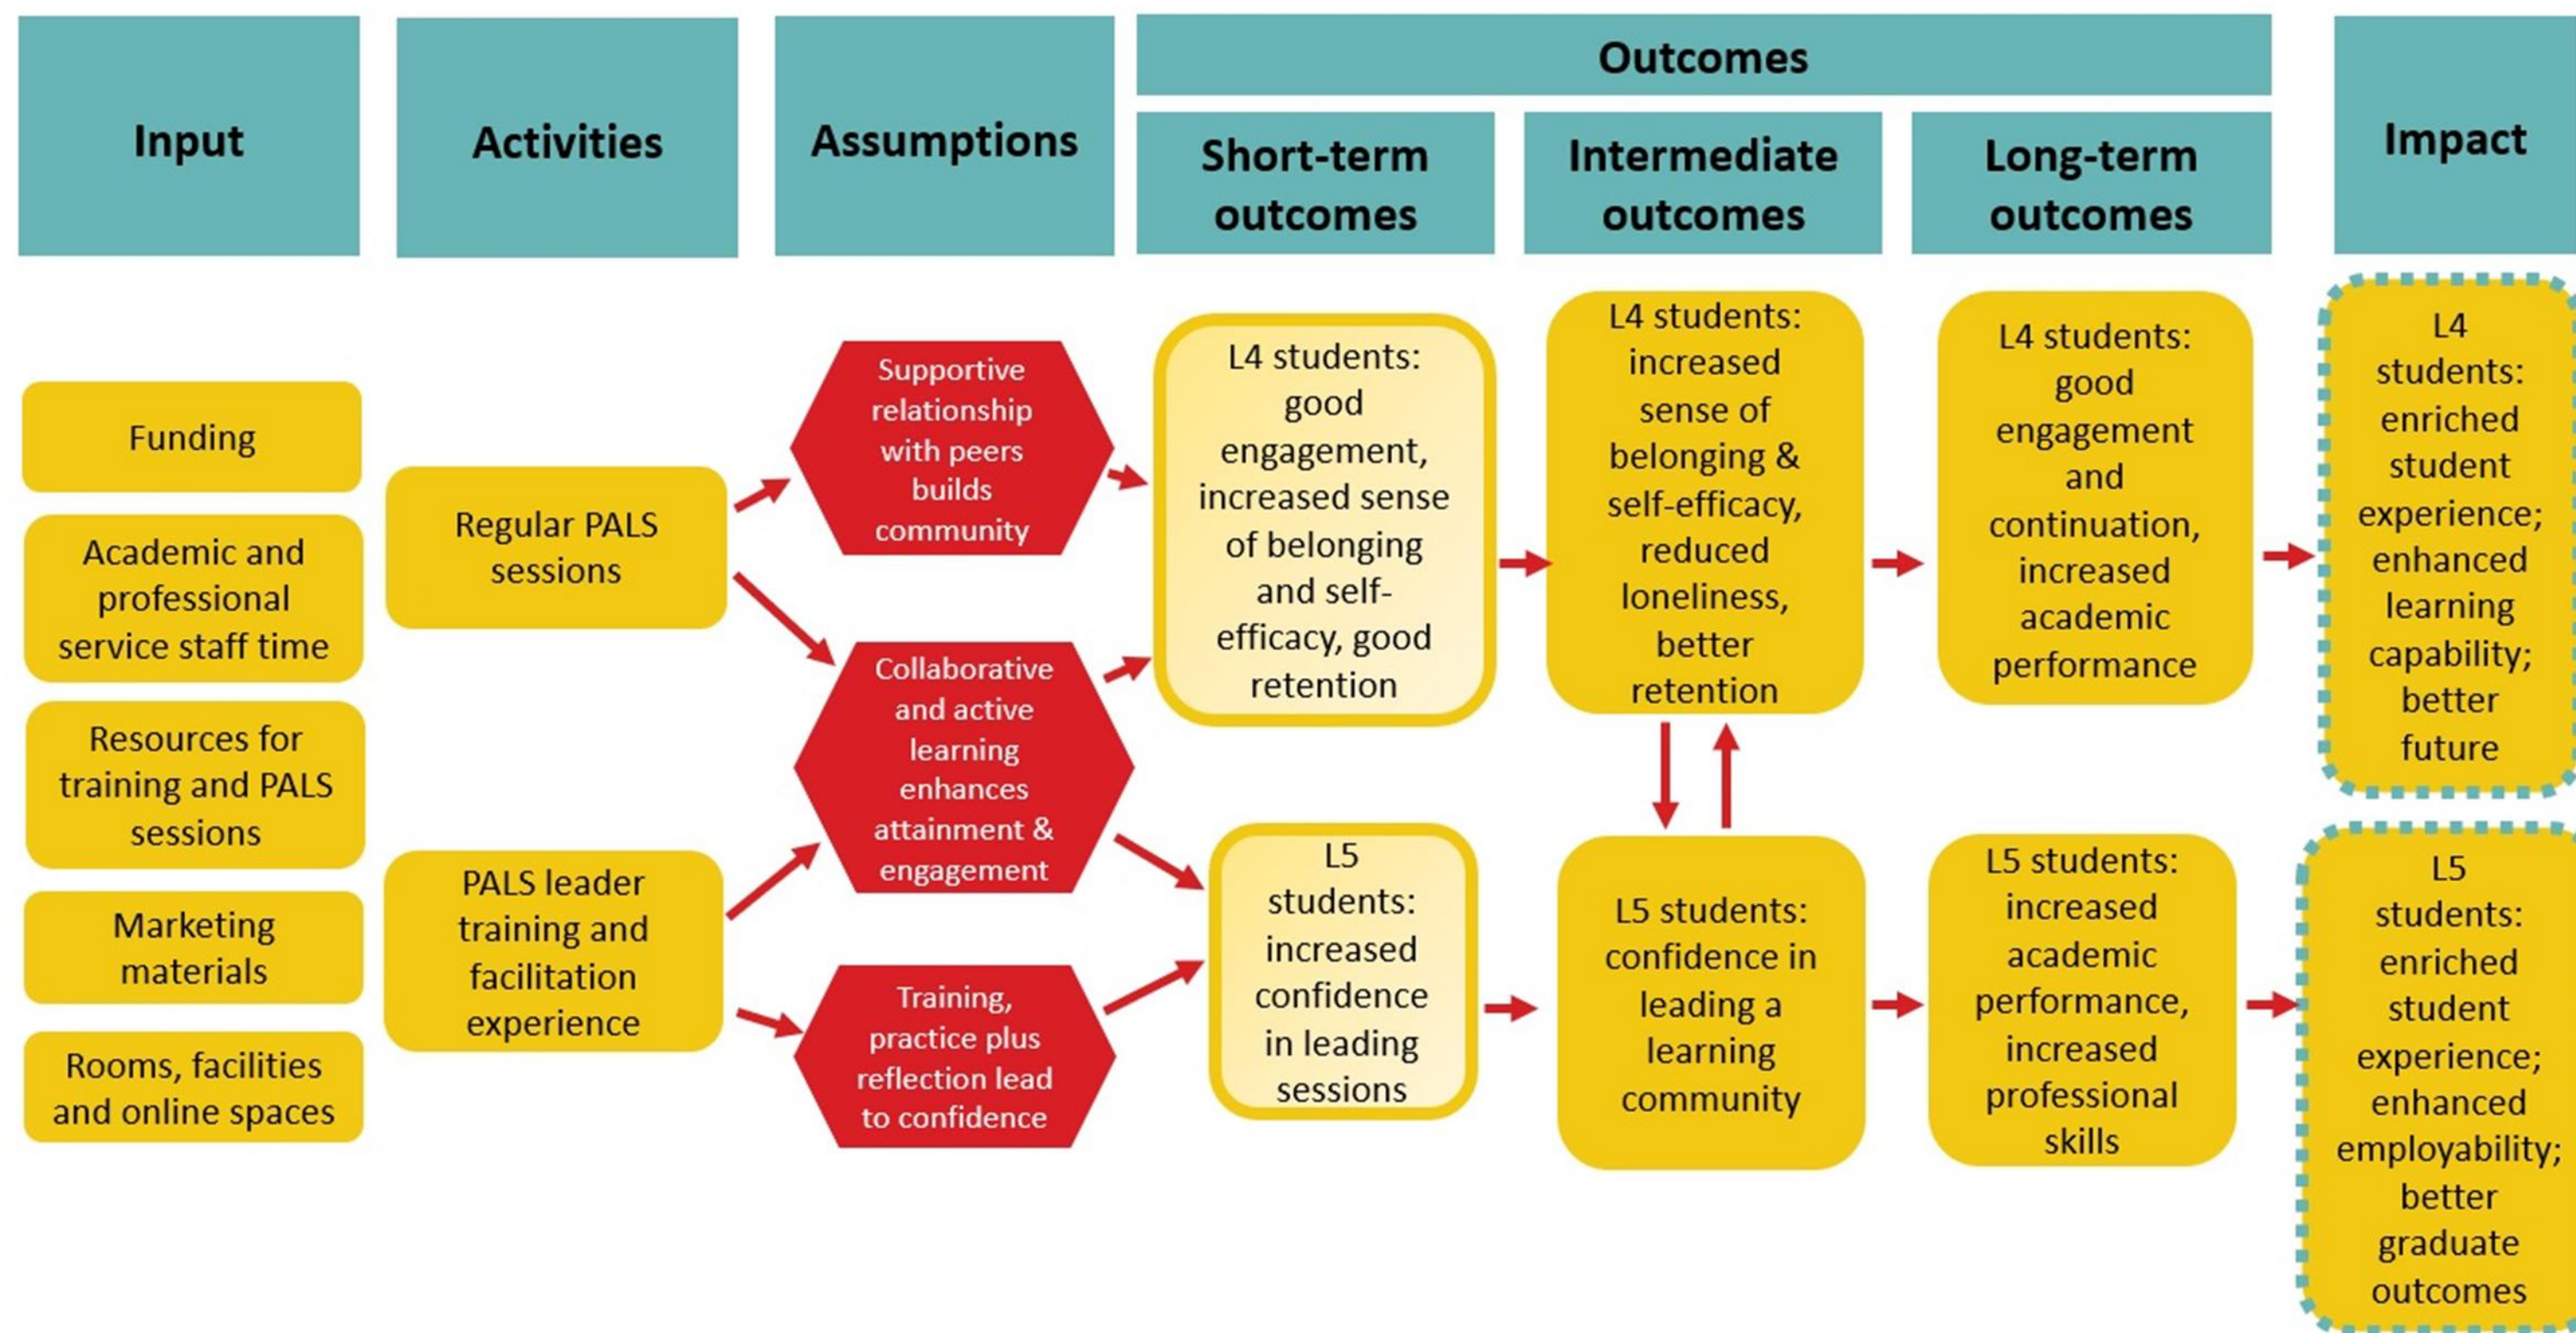 Input
Activities
Assumptions
Outcomes
Short-term
outcomes
Intermediate
outcomes
Long-term
outcomes
Impact
Funding
Academic and
professional
service staff time
Resources for
training and PALS
sessions
Marketing
materials
Rooms, facilities
and online spaces
Regular PALS
sessions
PALS leader
training and
facilitation
experience
Supportive
relationship
with peers
builds
community
Collaborative
and active
learning
enhances
attainment &
engagement
Training,
practice plus
reflection lead
to confidence
L4 students:
good
engagement,
increased sense
of belonging
and self-
efficacy, good
retention
L5
students:
increased
confidence
in leading
sessions
L4 students:
increased
sense of
belonging &
self-efficacy,
reduced
loneliness,
better
retention
L5 students:
confidence in
leading a
learning
community
L4 students:
good
engagement
and
continuation,
increased
academic
performance
L5 students:
increased
academic
performance,
increased
professional
skills
L4
students:
enriched
student
experience;
enhanced
learning
capability;
better
future
L5
students:
enriched
student
experience;
enhanced
employability;
better
graduate
outcomes